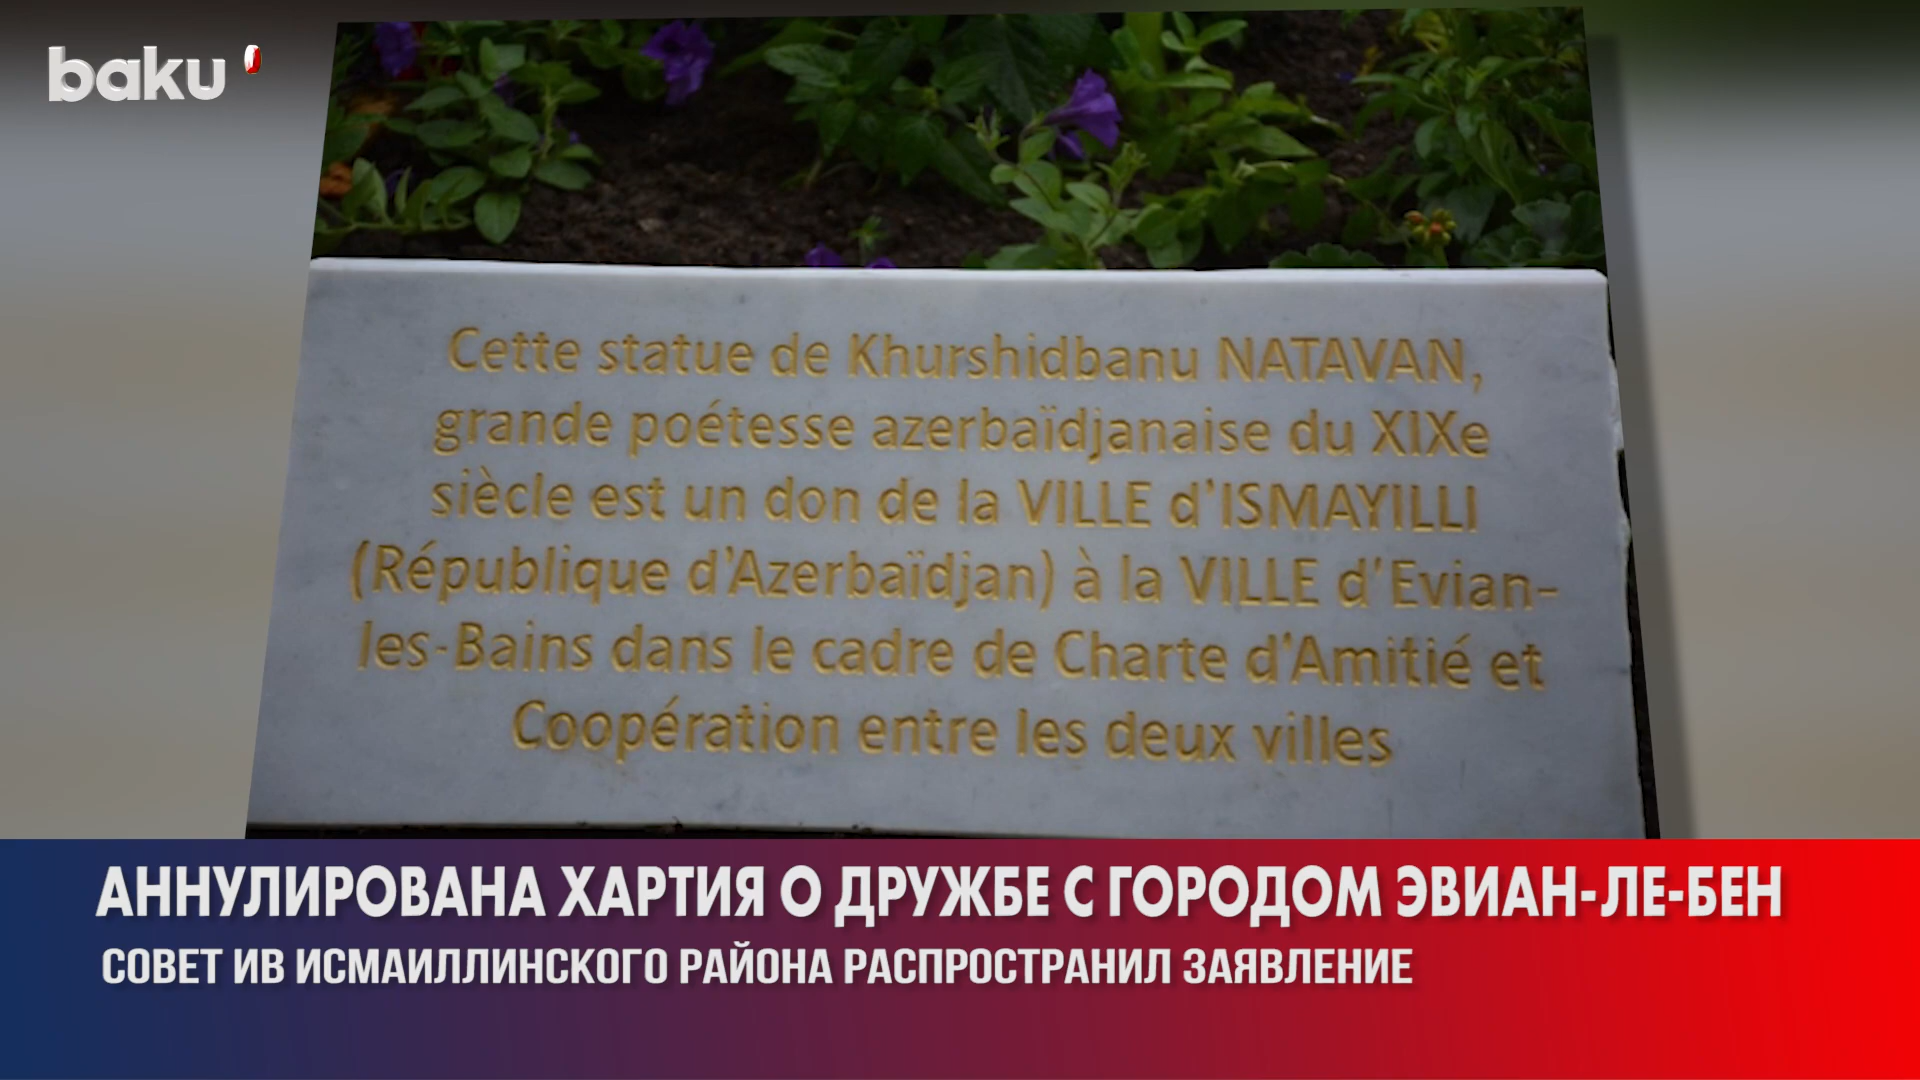 baku
Cette statue de Khurshidbanu NATAVAN,
grande poétesse azerbaïdjanaise du XIXe
siècle est un don de la VILLE d'ISMAYILLI
(République d'Azerbaïdjan) à la VILLE d'Evian-
les-Bains dans le cadre de Charte d'Amitié et
Coopération entre les deux villes
АННУЛИРОВАНА ХАРТИЯ О ДРУЖБЕ С ГОРОДОМ ЭВИАН-ЛЕ-БЕН
СОВЕТ ИВ ИСМАИЛЛИНСКОГО РАЙОНА РАСПРОСТРАНИЛ ЗАЯВЛЕНИЕ